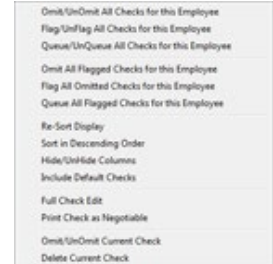 Omit/UnOmit All Checks for this Employee
Flag/UnFlag All Checks for this Employee
Queue/UnQueue All Checks for this Employee
Omit All Flagged Checks for this Employee
Flag All Omitted Checks for this Employee
Queue All Flagged Checks for this Employee
Re-Sort Display
Sort in Descending Order
Hide/UnHide Columns
Include Default Checks
Full Check Edit
Print Check as Negotiable
Omit/UnOmit Current Check
Delete Current Check